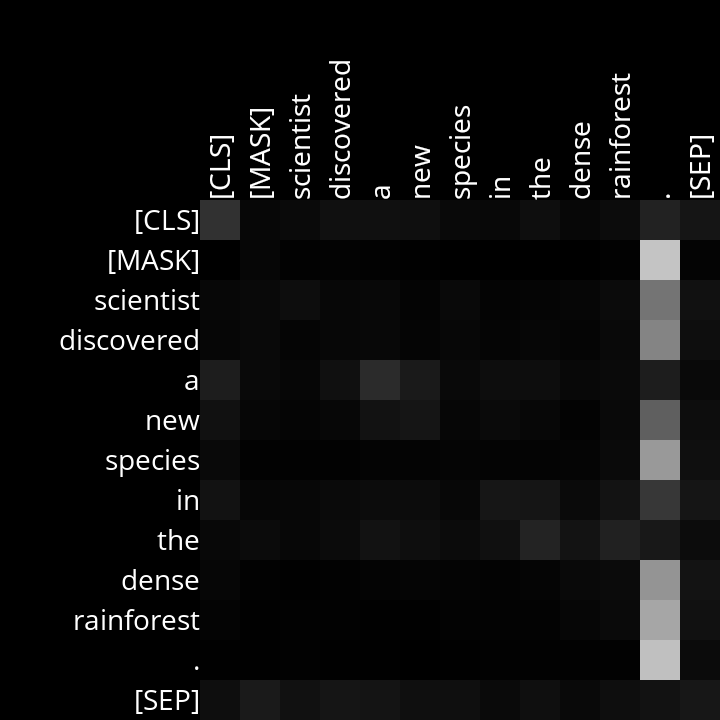 [CLS] [MASK] scientist discovered a new species in the dense rainforest . [SEP]
[CLS]
[MASK]
scientist
discovered
a
new
species
in
the
dense
rainforest
.
[SEP]